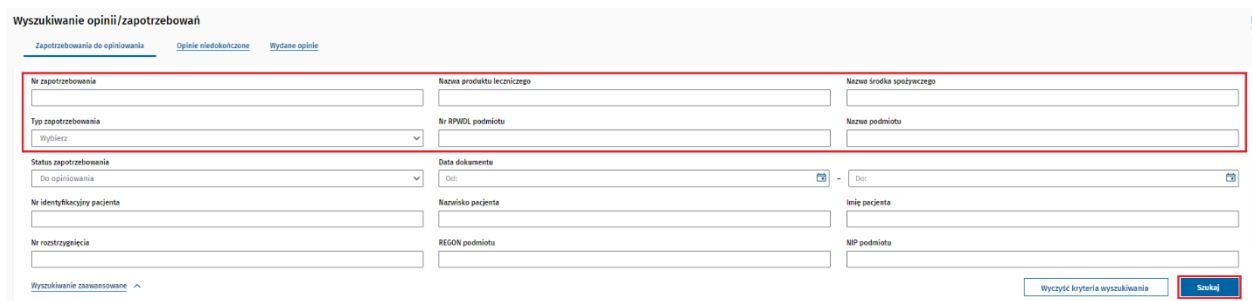 Wyszukiwanie opinii/zapotrzebowań
Zapotrzebowania do opiniowania Opinie niedokończone Wydane opinie
Nr zapotrzebowania Nazwa produktu leczniczego Nazwa środka spożywczego
Typ zapotrzebowania Nr RPWDL podmiotu Nazwa podmiotu
Wybierz
Status zapotrzebowania Data dokumentu
Do opiniowania Od: - Do:
Nr identyfikacyjny pacjenta Nazwisko pacjenta Imię pacjenta
Nr rozstrzygnięcia REGON podmiotu NIP podmiotu
Wyszukiwanie zaawansowane Wyczyść kryteria wyszukiwania Szukaj